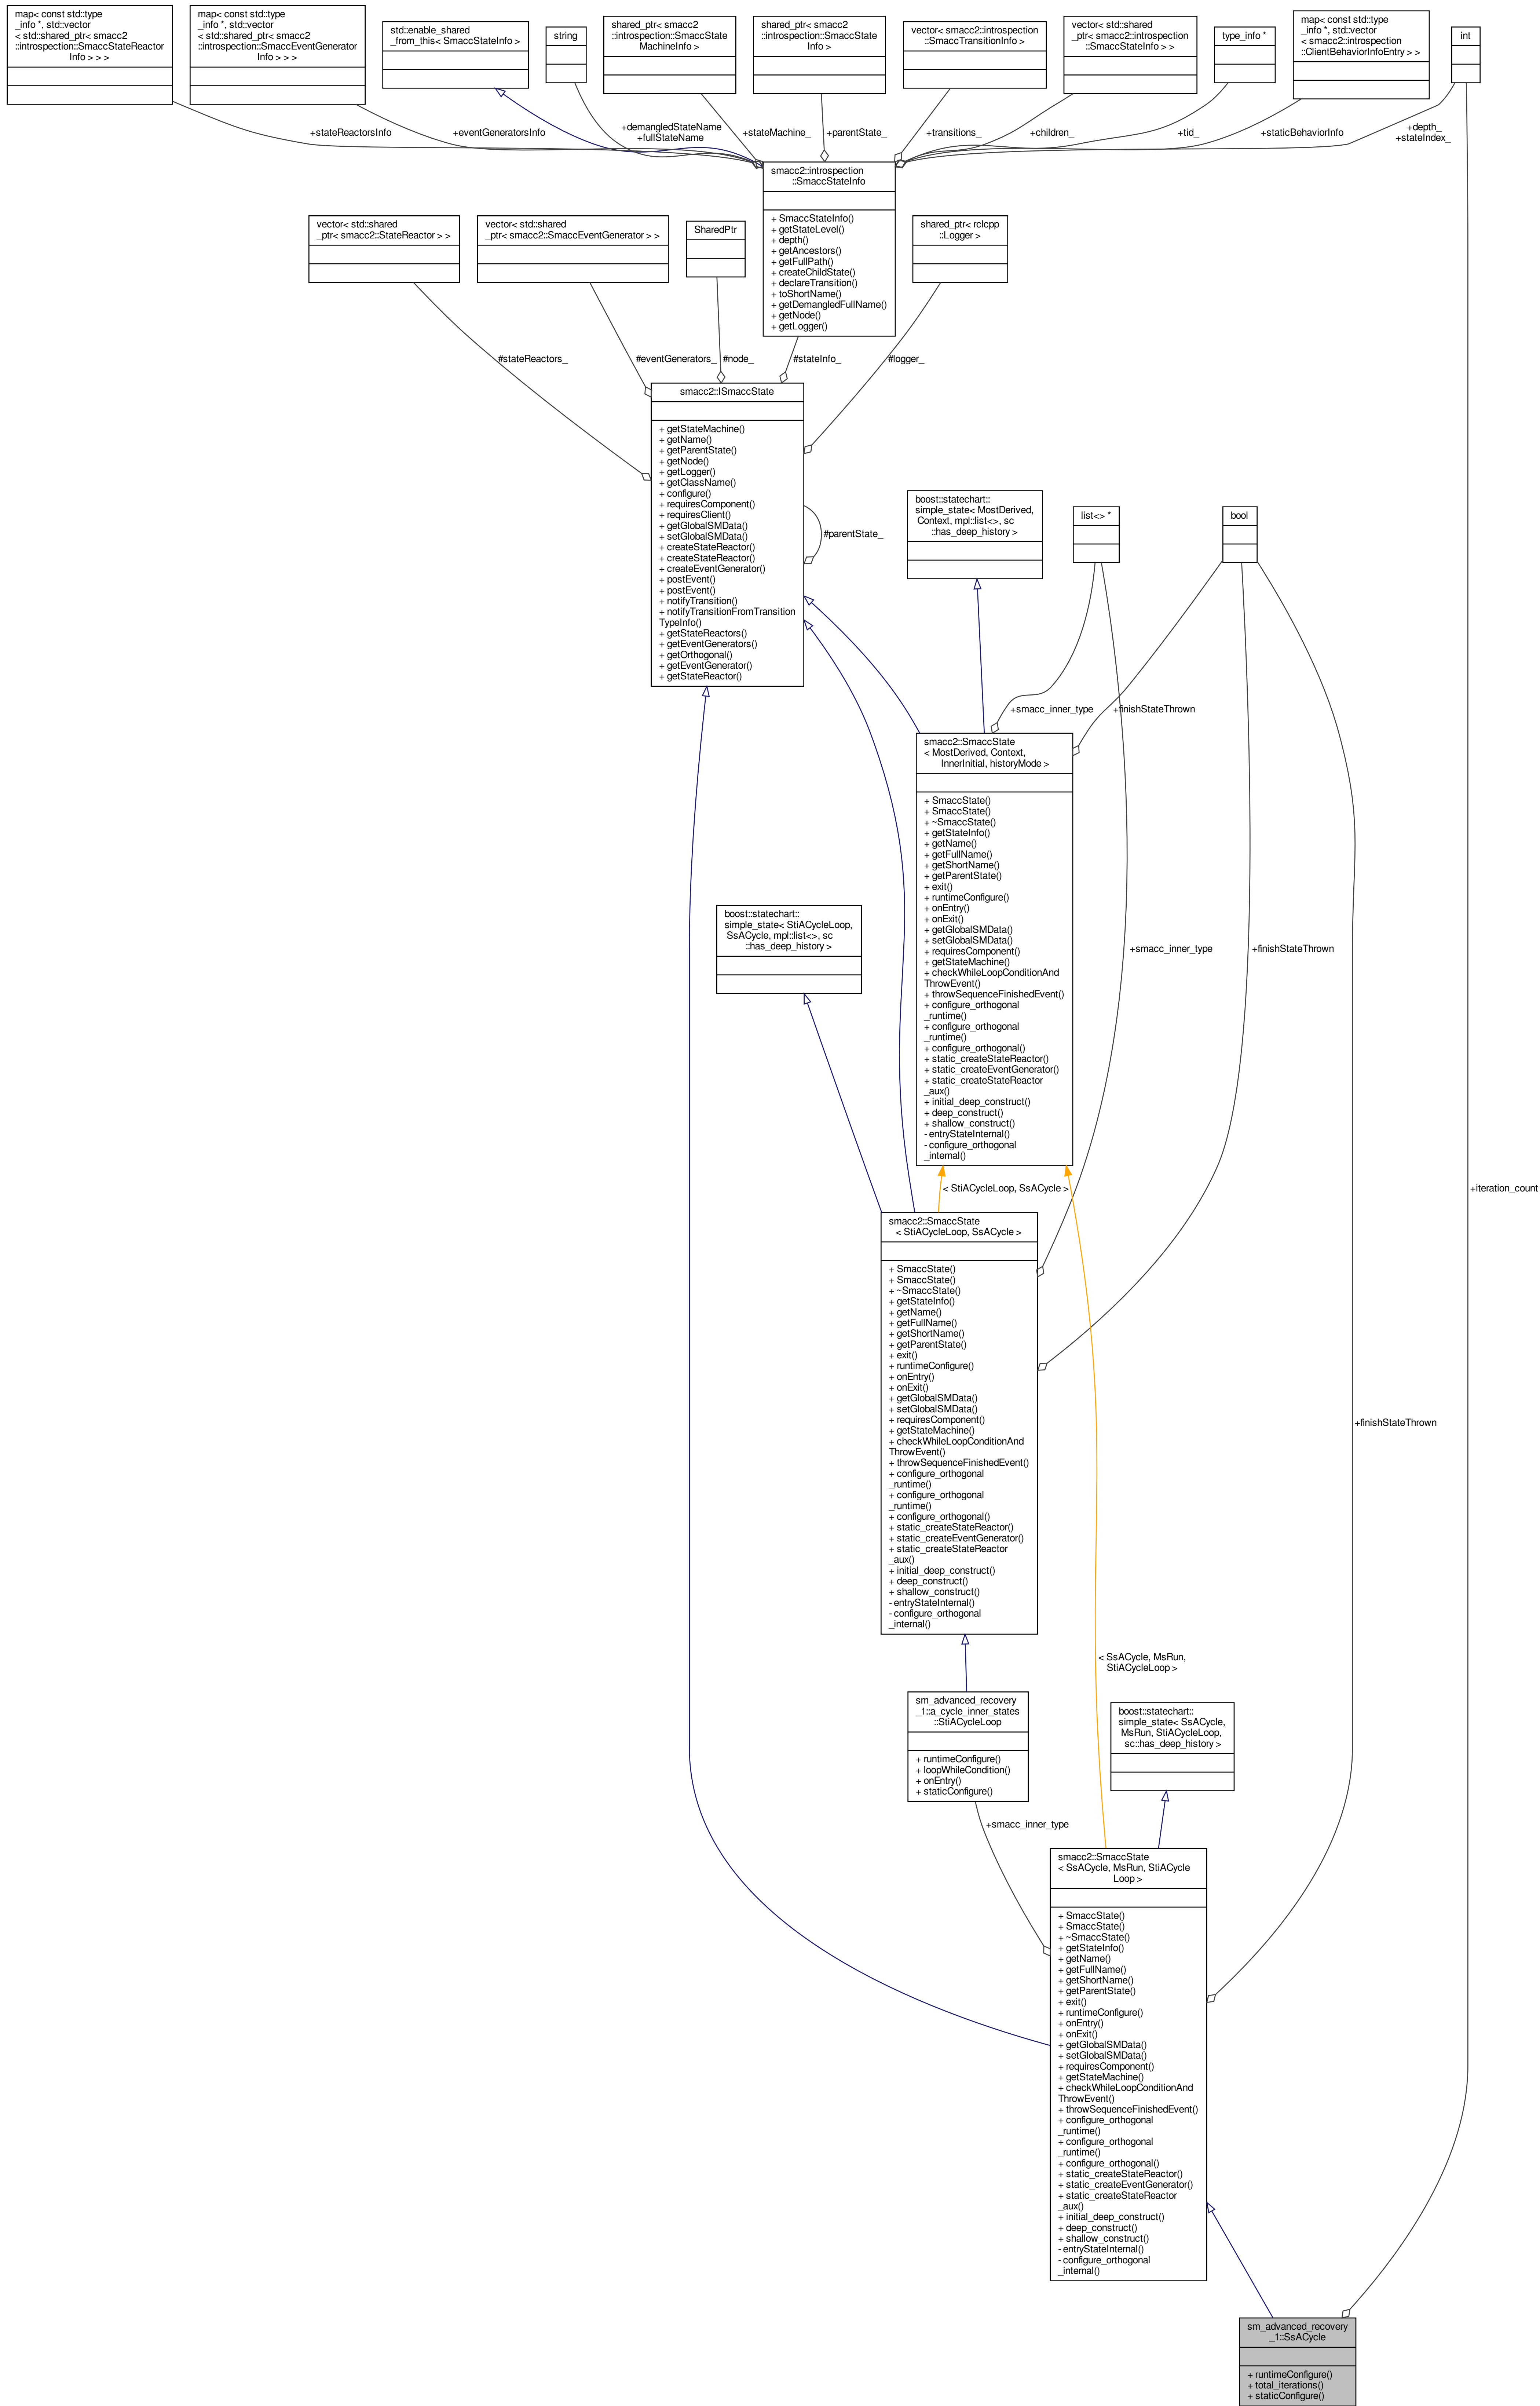 map< const std::type
_info *, std::vector
< std::shared_ptr< smacc2
::introspection::SmaccStateReactor
Info > > >
map< const std::type
_info *, std::vector
< std::shared_ptr< smacc2
::introspection::SmaccEventGenerator
Info > > >
std::enable_shared
_from_this< SmaccStateInfo >
string
shared_ptr< smacc2
::introspection::SmaccState
MachineInfo >
shared_ptr< smacc2
::introspection::SmaccState
Info >
vector< smacc2::introspection
::SmaccTransitionInfo >
vector< std::shared
_ptr< smacc2::introspection
::SmaccStateInfo > >
type_info *
map< const std::type
_info *, std::vector
< smacc2::introspection
::ClientBehaviorInfoEntry > >
int
+stateReactorsInfo
+eventGeneratorsInfo
+demangledStateName
+fullStateName
+stateMachine_
+parentState_
+transitions_
+children_
+tid_
+staticBehaviorInfo
+depth_
+stateIndex_
smacc2::introspection
::SmaccStateInfo
+ SmaccStateInfo()
+ getStateLevel()
+ depth()
+ getAncestors()
+ getFullPath()
+ createChildState()
+ declareTransition()
+ toShortName()
+ getDemangledFullName()
+ getNode()
+ getLogger()
vector< std::shared
_ptr< smacc2::StateReactor > >
vector< std::shared
_ptr< smacc2::SmaccEventGenerator > >
SharedPtr
shared_ptr< rclcpp
::Logger >
#stateReactors_
#eventGenerators_
#node_
#stateInfo_
#logger_
smacc2::ISmaccState
+ getStateMachine()
+ getName()
+ getParentState()
+ getNode()
+ getLogger()
+ getClassName()
+ configure()
+ requiresComponent()
+ requiresClient()
+ getGlobalSMData()
+ setGlobalSMData()
+ createStateReactor()
+ createStateReactor()
+ createEventGenerator()
+ postEvent()
+ postEvent()
+ notifyTransition()
+ notifyTransitionFromTransition
TypeInfo()
+ getStateReactors()
+ getEventGenerators()
+ getOrthogonal()
+ getEventGenerator()
+ getStateReactor()
#parentState_
boost::statechart::
simple_state< MostDerived,
Context, mpl::list<>, sc
::has_deep_history >
list<> *
bool
+smacc_inner_type
+finishStateThrown
smacc2::SmaccState
< MostDerived, Context,
InnerInitial, historyMode >
+ SmaccState()
+ SmaccState()
+ ~SmaccState()
+ getStateInfo()
+ getName()
+ getFullName()
+ getShortName()
+ getParentState()
+ exit()
+ runtimeConfigure()
+ onEntry()
+ onExit()
+ getGlobalSMData()
+ setGlobalSMData()
+ requiresComponent()
+ getStateMachine()
+ checkWhileLoopConditionAnd
ThrowEvent()
+ throwSequenceFinishedEvent()
+ configure_orthogonal
_runtime()
+ configure_orthogonal
_runtime()
+ configure_orthogonal()
+ static_createStateReactor()
+ static_createEventGenerator()
+ static_createStateReactor
_aux()
+ initial_deep_construct()
+ deep_construct()
+ shallow_construct()
- entryStateInternal()
- configure_orthogonal
_internal()
boost::statechart::
simple_state< StiACycleLoop,
SsACycle, mpl::list<>, sc
::has_deep_history >
+smacc_inner_type
+finishStateThrown
< StiACycleLoop, SsACycle >
+iteration_count
smacc2::SmaccState
< StiACycleLoop, SsACycle >
+ SmaccState()
+ SmaccState()
+ ~SmaccState()
+ getStateInfo()
+ getName()
+ getFullName()
+ getShortName()
+ getParentState()
+ exit()
+ runtimeConfigure()
+ onEntry()
+ onExit()
+ getGlobalSMData()
+ setGlobalSMData()
+ requiresComponent()
+ getStateMachine()
+ checkWhileLoopConditionAnd
ThrowEvent()
+ throwSequenceFinishedEvent()
+ configure_orthogonal
_runtime()
+ configure_orthogonal
_runtime()
+ configure_orthogonal()
+ static_createStateReactor()
+ static_createEventGenerator()
+ static_createStateReactor
_aux()
+ initial_deep_construct()
+ deep_construct()
+ shallow_construct()
- entryStateInternal()
- configure_orthogonal
_internal()
+finishStateThrown
< SsACycle, MsRun,
StiACycleLoop >
sm_advanced_recovery
_1::a_cycle_inner_states
::StiACycleLoop
+ runtimeConfigure()
+ loopWhileCondition()
+ onEntry()
+ staticConfigure()
boost::statechart::
simple_state< SsACycle,
MsRun, StiACycleLoop,
sc::has_deep_history >
+smacc_inner_type
smacc2::SmaccState
< SsACycle, MsRun, StiACycle
Loop >
+ SmaccState()
+ SmaccState()
+ ~SmaccState()
+ getStateInfo()
+ getName()
+ getFullName()
+ getShortName()
+ getParentState()
+ exit()
+ runtimeConfigure()
+ onEntry()
+ onExit()
+ getGlobalSMData()
+ setGlobalSMData()
+ requiresComponent()
+ getStateMachine()
+ checkWhileLoopConditionAnd
ThrowEvent()
+ throwSequenceFinishedEvent()
+ configure_orthogonal
_runtime()
+ configure_orthogonal
_runtime()
+ configure_orthogonal()
+ static_createStateReactor()
+ static_createEventGenerator()
+ static_createStateReactor
_aux()
+ initial_deep_construct()
+ deep_construct()
+ shallow_construct()
- entryStateInternal()
- configure_orthogonal
_internal()
sm_advanced_recovery
_1::SsACycle
+ runtimeConfigure()
+ total_iterations()
+ staticConfigure()